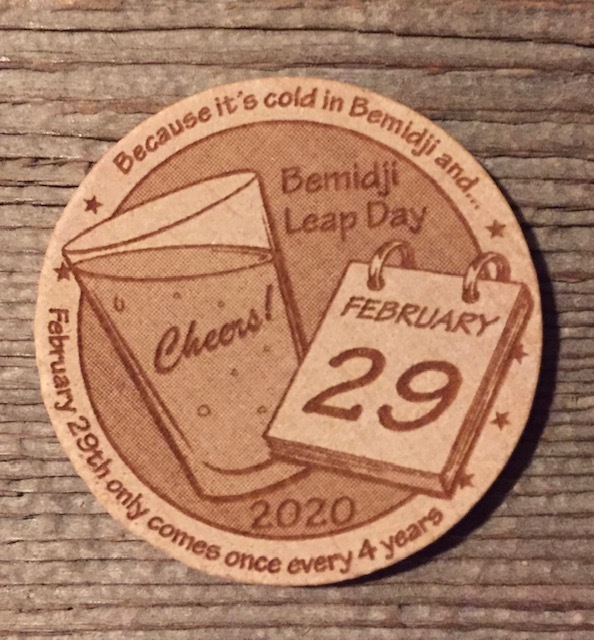 Because it's cold in Bemidji and...
Bemidji
Leap Day
Cheers!
FEBRUARY
29
2020
February 29th only comes once every 4 years